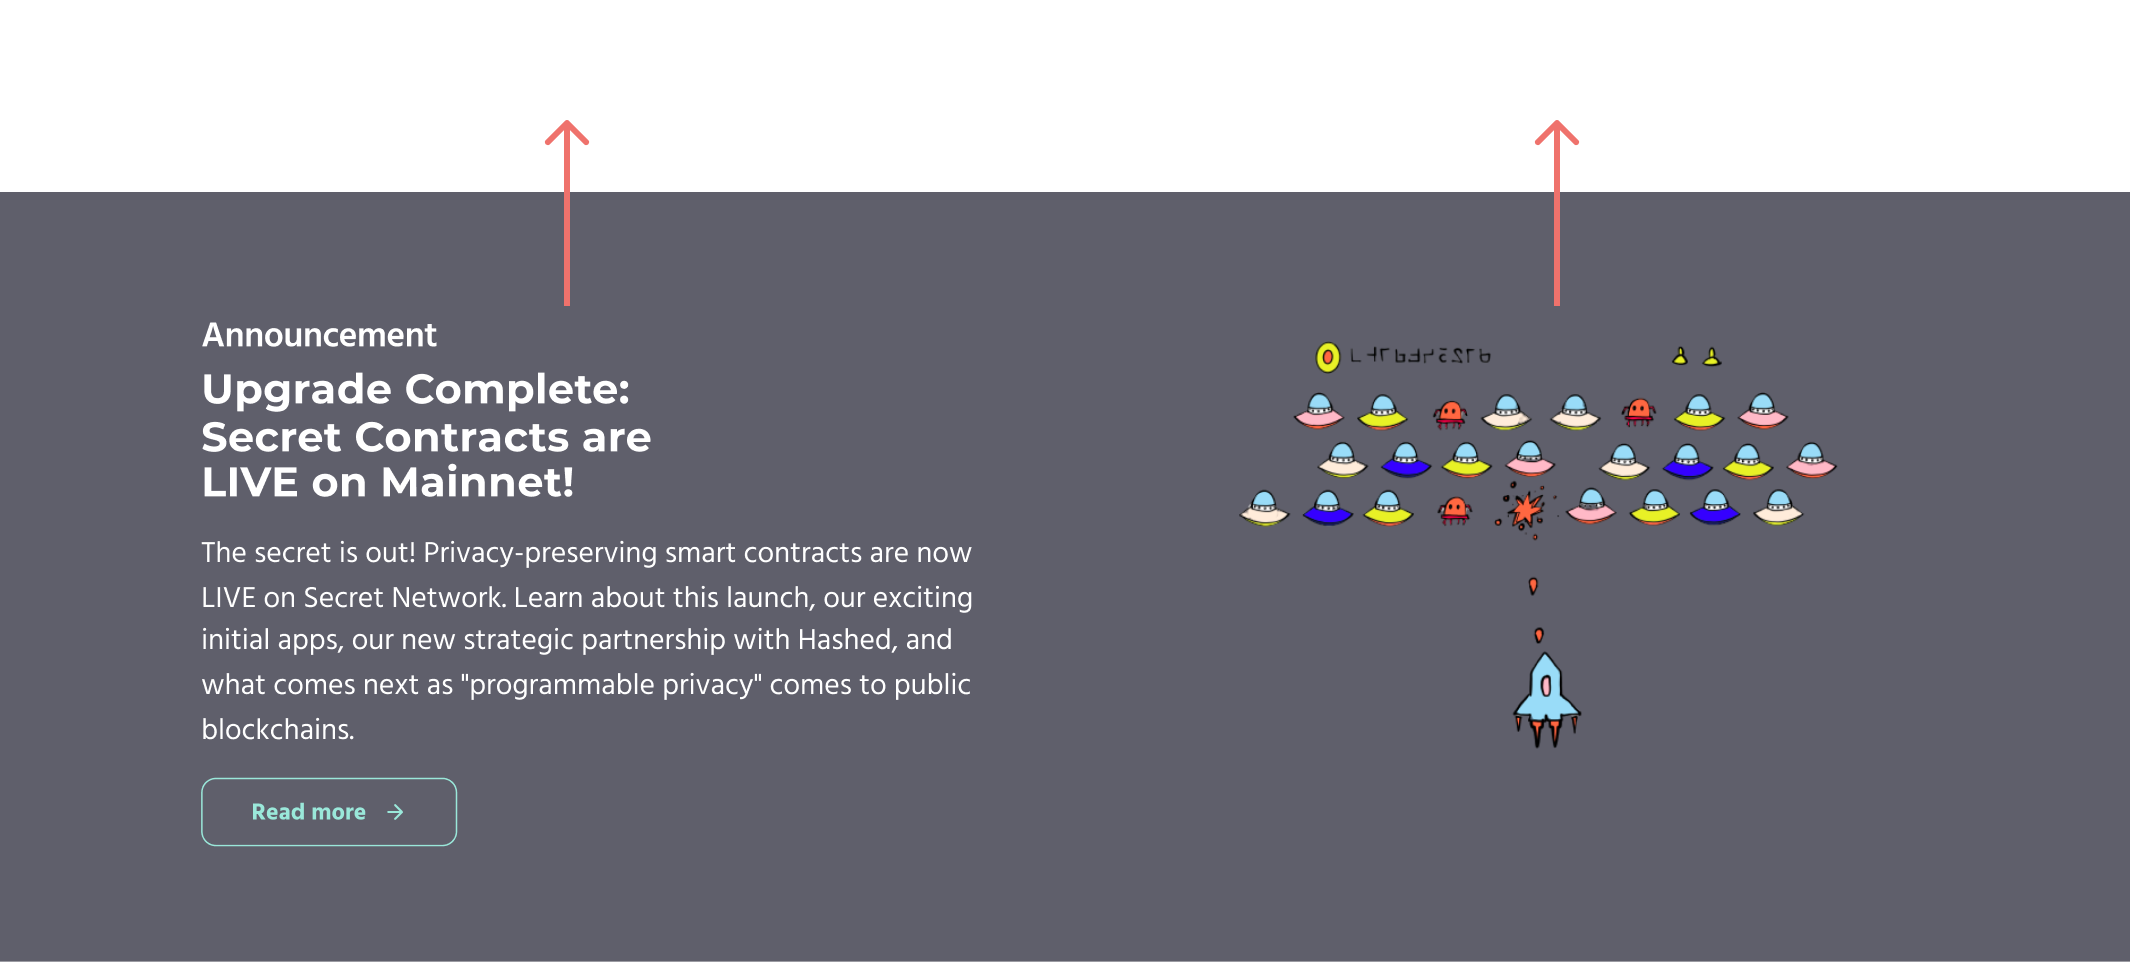 Announcement
Upgrade Complete:
Secret Contracts are
LIVE on Mainnet!
The secret is out! Privacy-preserving smart contracts are now
LIVE on Secret Network. Learn about this launch, our exciting
initial apps, our new strategic partnership with Hashed, and
what comes next as "programmable privacy" comes to public
blockchains.
Read more